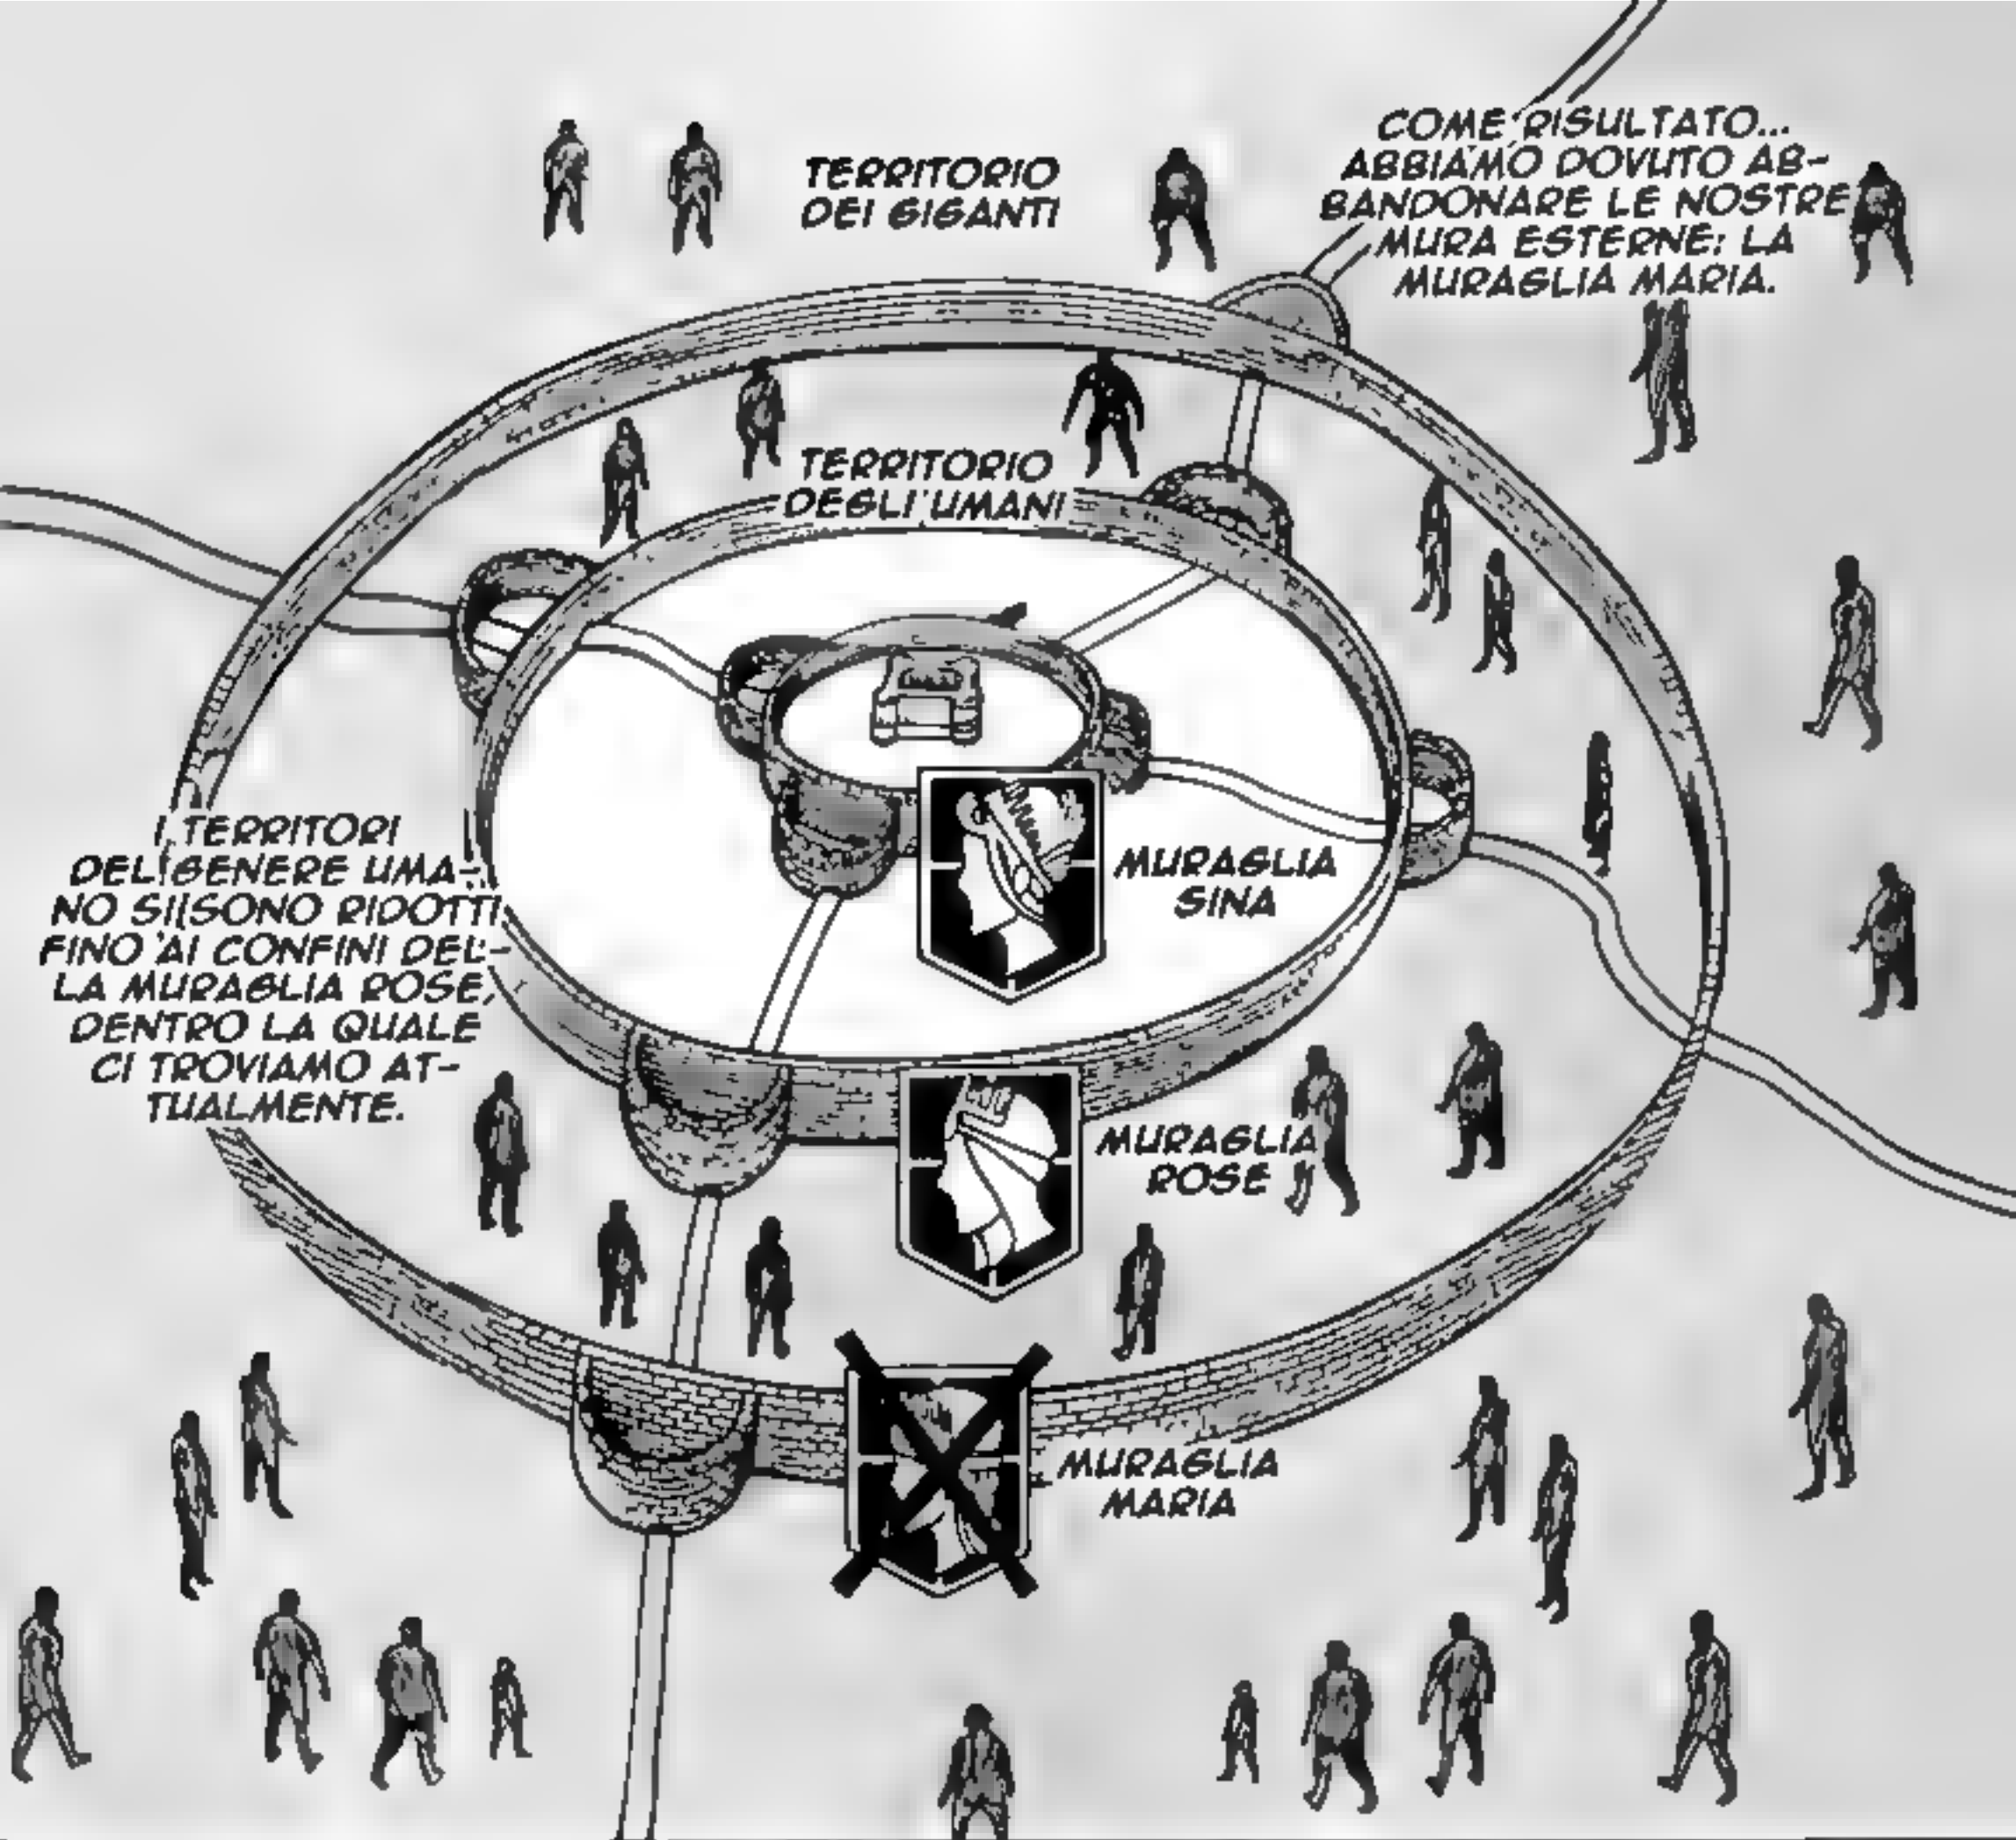 TERRITORIO
DEI GIGANTI
COME RISULTATO...
ABBIAMO DOVUTO AB-
BANDONARE LE NOSTRE
MURA ESTERNE: LA
MURAGLIA MARIA.
TERRITORIO
DEGLI UMANI
I TERRITORI
DEL GENERE UMA-
NO SI SONO RIDOTTI
FINO AI CONFINI DEL-
LA MURAGLIA ROSE,
DENTRO LA QUALE
CI TROVIAMO AT-
TUALMENTE.
MURAGLIA
SINA
MURAGLIA
ROSE
MURAGLIA
MARIA